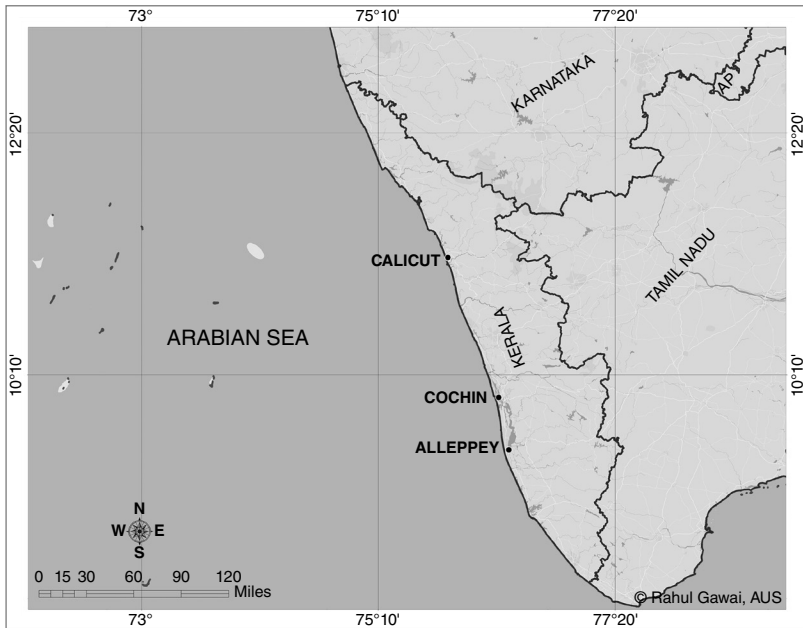 73°
75°10'
77°20'
12°20'
12°20'
KARNATAKA
AP
CALICUT
TAMIL NADU
ARABIAN SEA
KERALA
10°10'
10°10'
COCHIN
ALLEPPEY
N
W E
S
0 15 30 60 90 120
Miles
© Rahul Gawai, AUS
73°
75°10'
77°20'